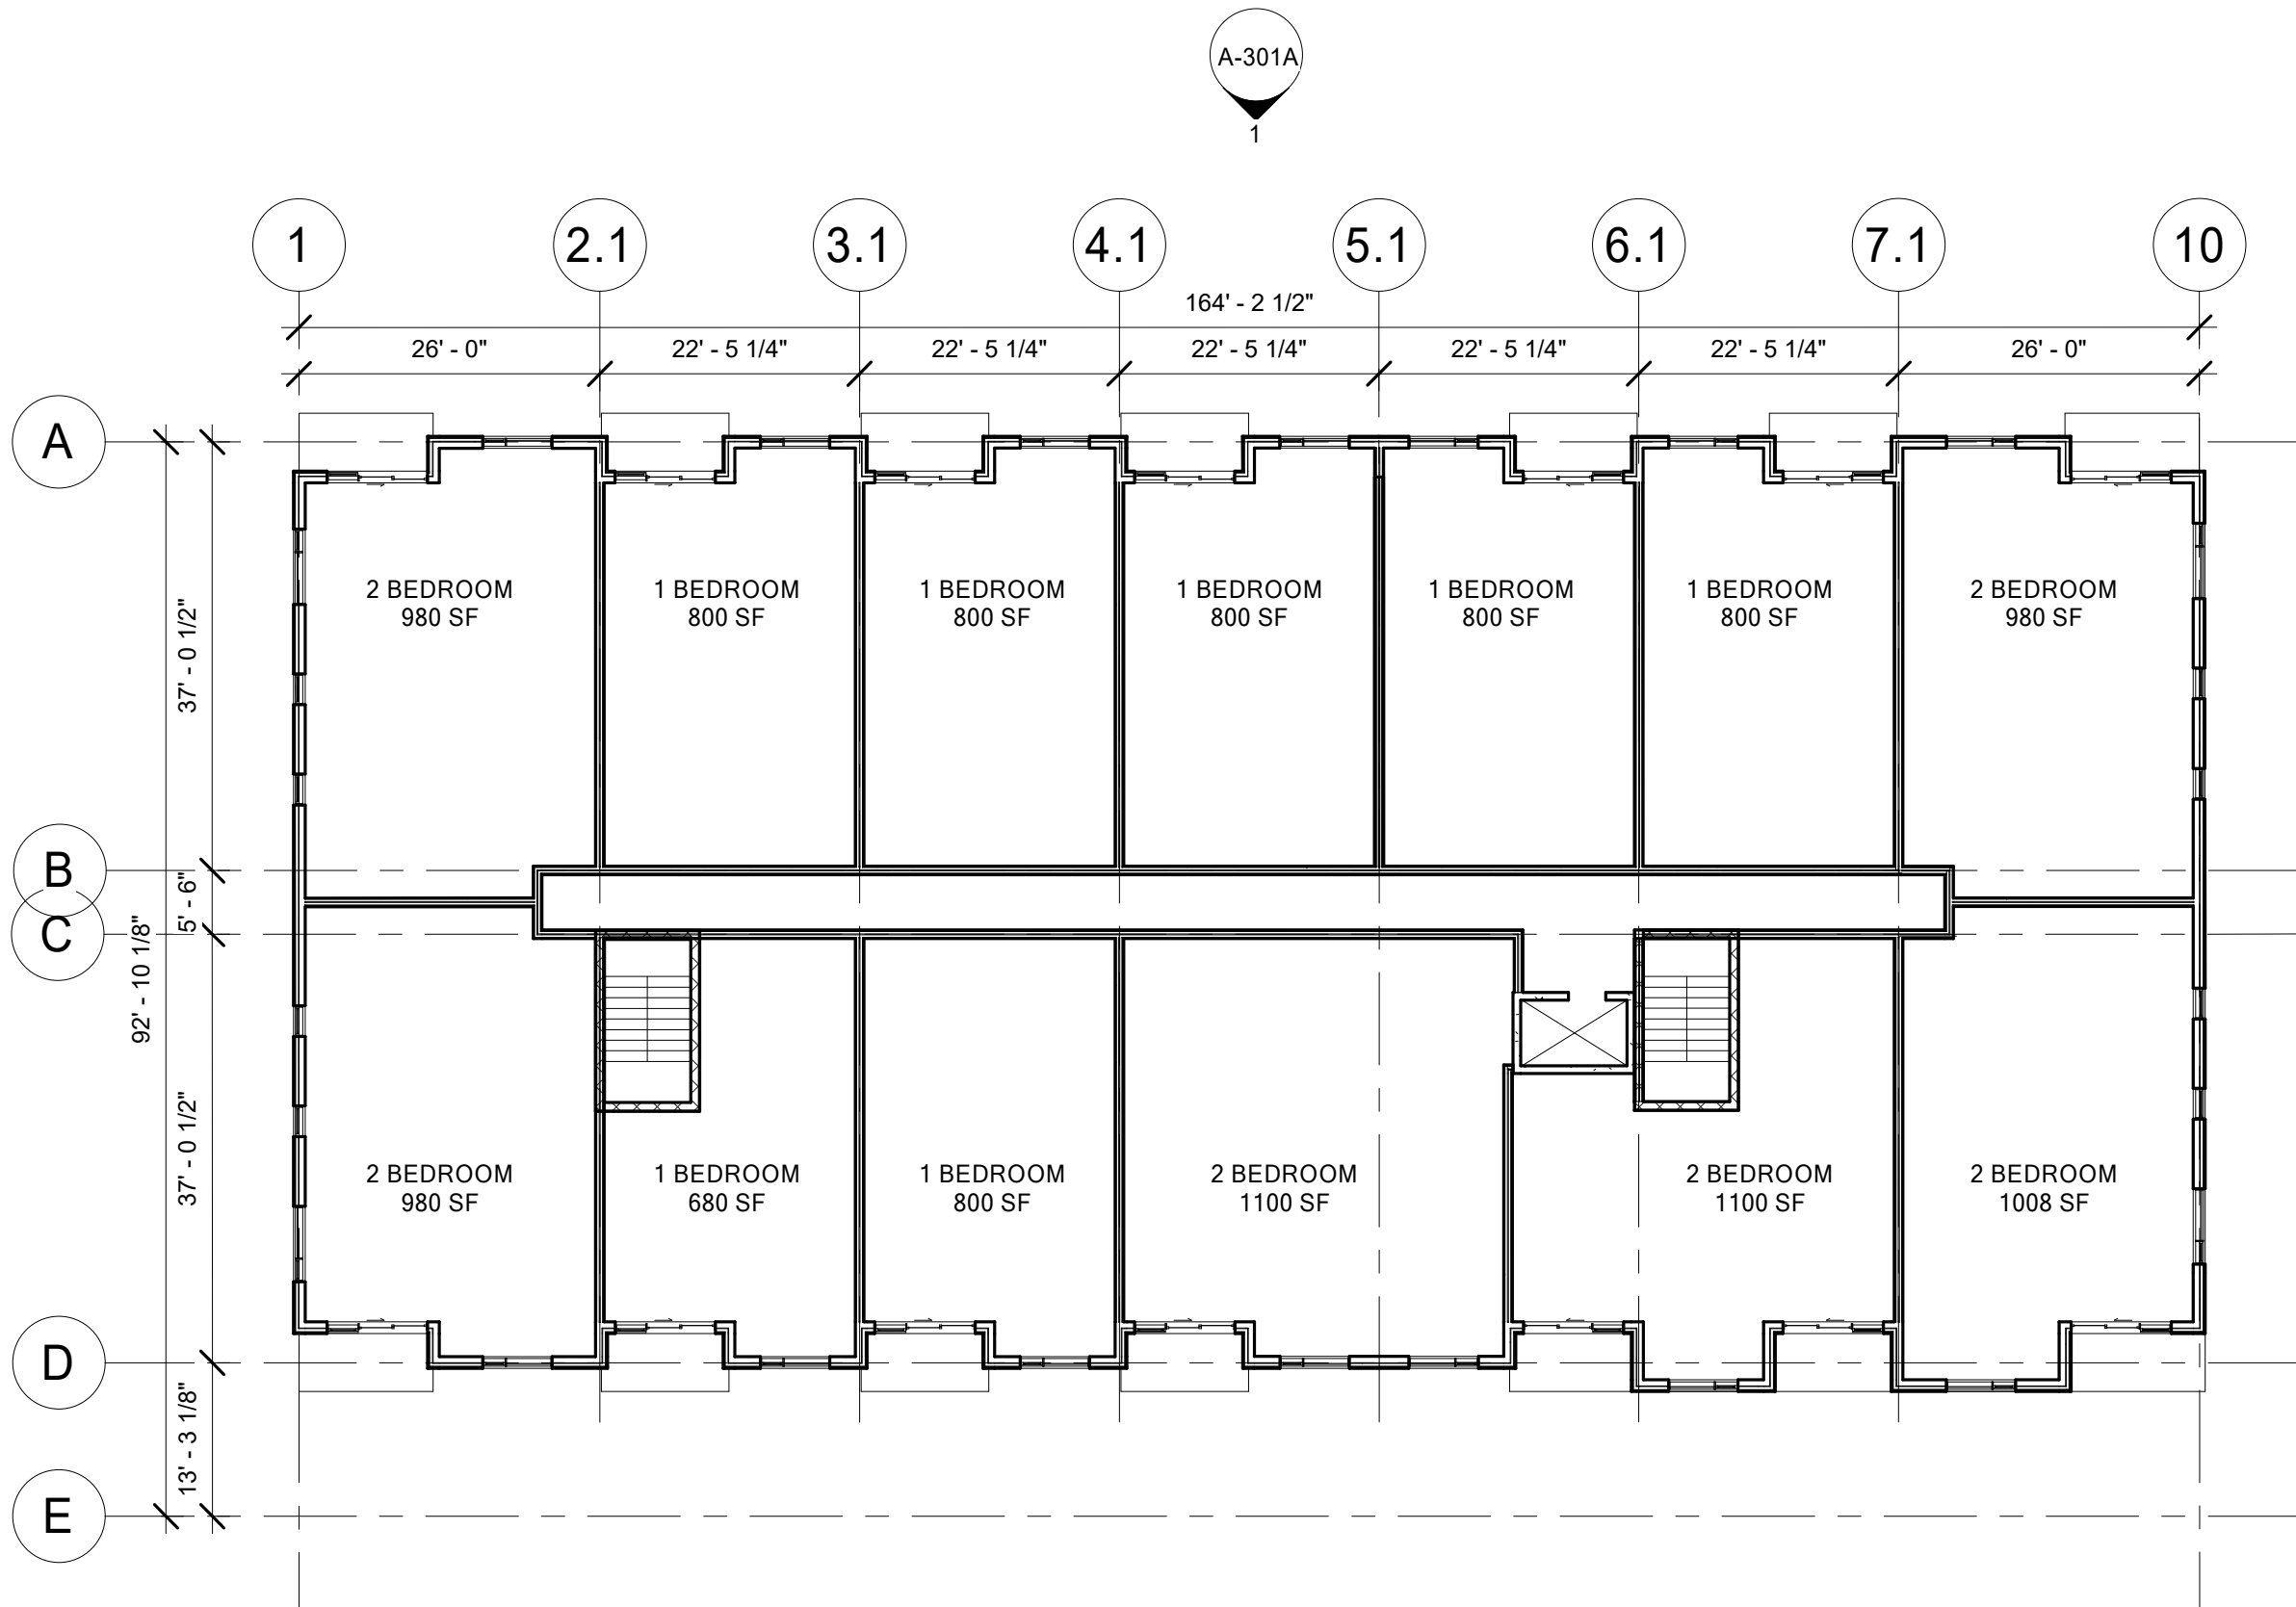 A-301A
1
1
2.1
3.1
4.1
5.1
6.1
7.1
10
164' - 2 1/2"
26' - 0"
22' - 5 1/4"
22' - 5 1/4"
22' - 5 1/4"
22' - 5 1/4"
22' - 5 1/4"
26' - 0"
A
B
C
D
E
37' - 0 1/2"
5' - 6"
92' - 10 1/8"
37' - 0 1/2"
13' - 3 1/8"
2 BEDROOM
980 SF
1 BEDROOM
800 SF
1 BEDROOM
800 SF
1 BEDROOM
800 SF
1 BEDROOM
800 SF
1 BEDROOM
800 SF
2 BEDROOM
980 SF
2 BEDROOM
980 SF
1 BEDROOM
680 SF
1 BEDROOM
800 SF
2 BEDROOM
1100 SF
2 BEDROOM
1100 SF
2 BEDROOM
1008 SF